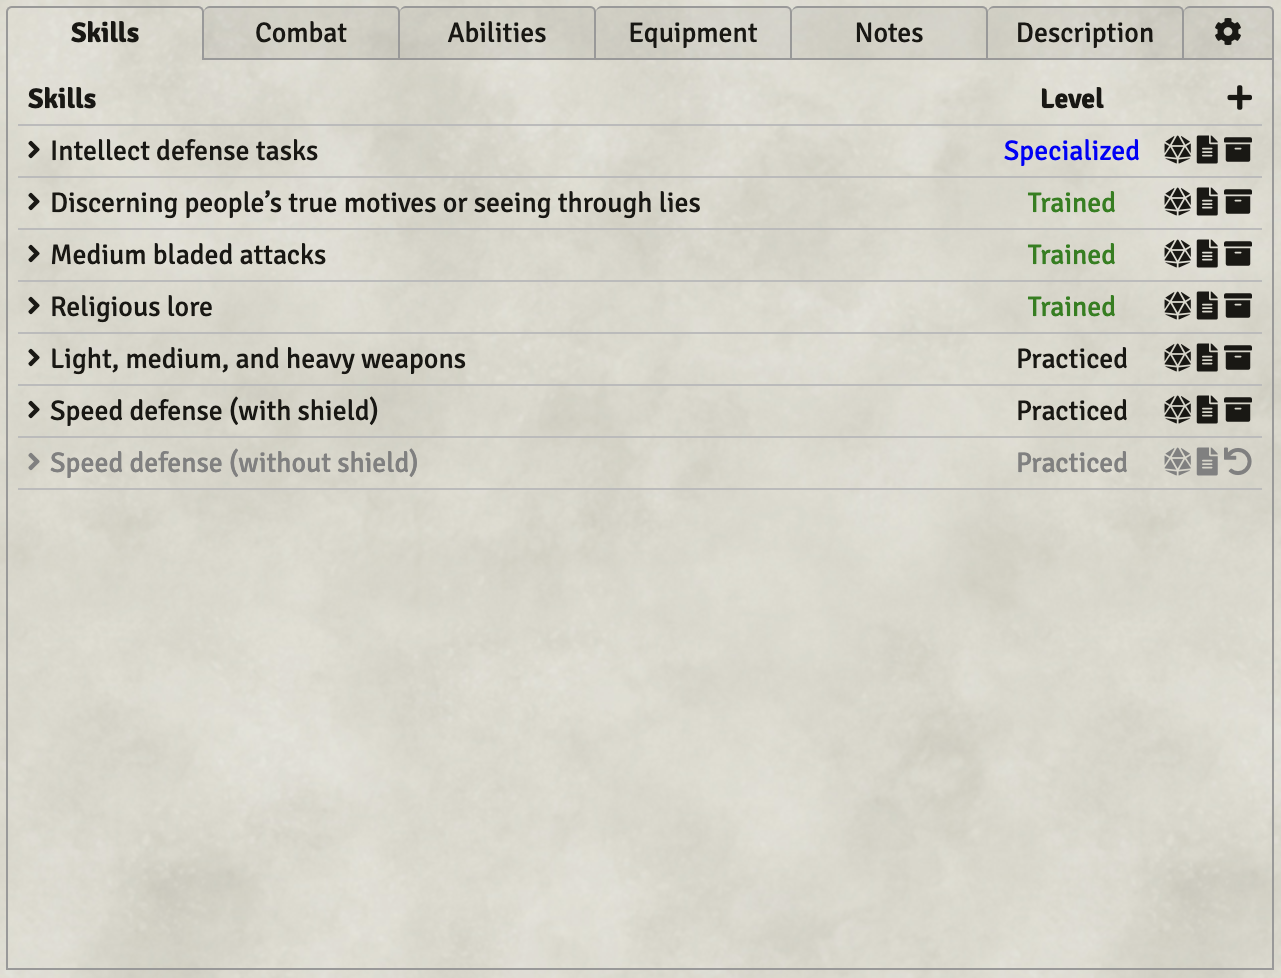 Skills Combat Abilities Equipment Notes Description
Skills Level
Intellect defense tasks Specialized
Discerning people’s true motives or seeing through lies Trained
Medium bladed attacks Trained
Religious lore Trained
Light, medium, and heavy weapons Practiced
Speed defense (with shield) Practiced
Speed defense (without shield) Practiced